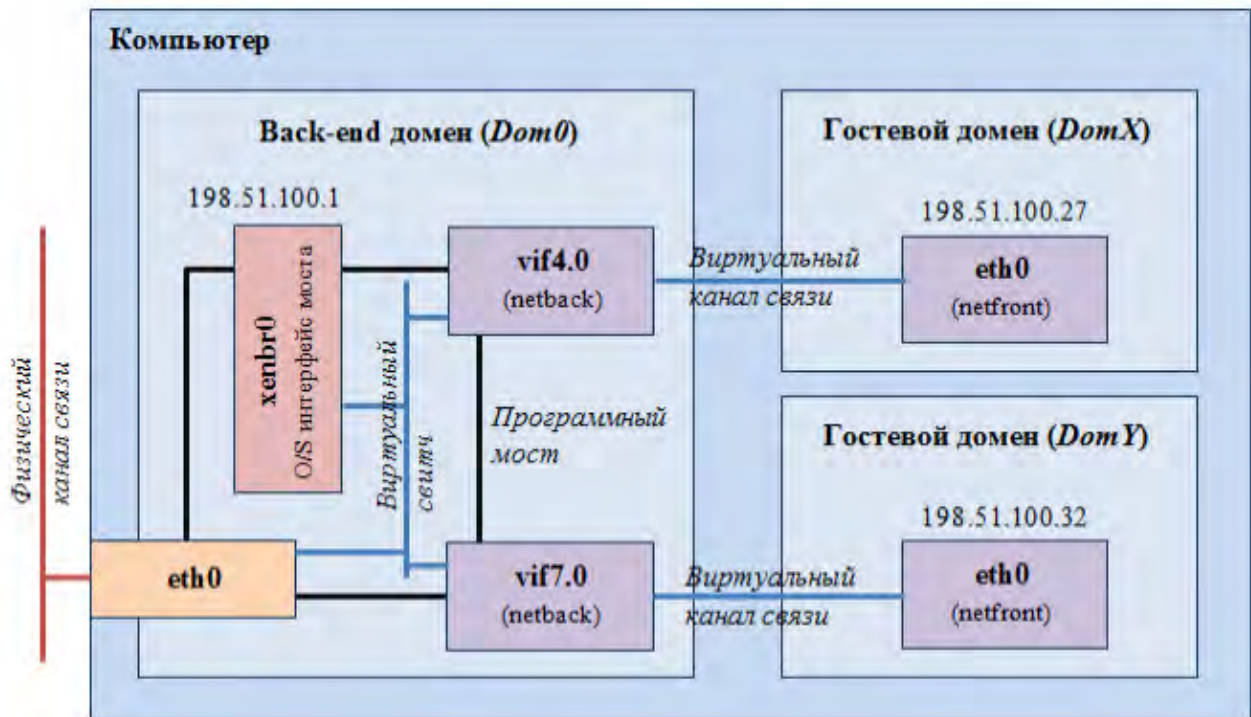 Компьютер
Back-end домен (Dom0)
198.51.100.1
xenbr0
O/S интерфейс моста
vif4.0
(netback)
Виртуальный
свитч
Программный
мост
eth0
vif7.0
(netback)
Физический
канал связи
Виртуальный
канал связи
Виртуальный
канал связи
Гостевой домен (DomX)
198.51.100.27
eth0
(netfront)
Гостевой домен (DomY)
198.51.100.32
eth0
(netfront)